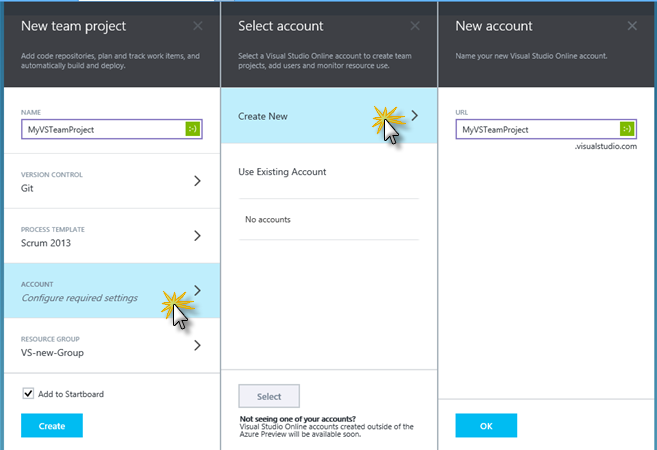 New team project
Add code repositories, plan and track work items, and
automatically build and deploy.
NAME
MyVSTeamProject
:-)
VERSION CONTROL
Git
PROCESS TEMPLATE
Scrum 2013
ACCOUNT
Configure required settings
RESOURCE GROUP
VS-new-Group
Add to Startboard
Create
Select account
Select a Visual Studio Online account to create team
projects, add users and monitor resource use.
Create New
Use Existing Account
No accounts
Select
Not seeing one of your accounts?
Visual Studio Online accounts created outside of the
Azure Preview will be available soon.
New account
Name your new Visual Studio Online account.
URL
MyVSTeamProject
:-)
.visualstudio.com
OK